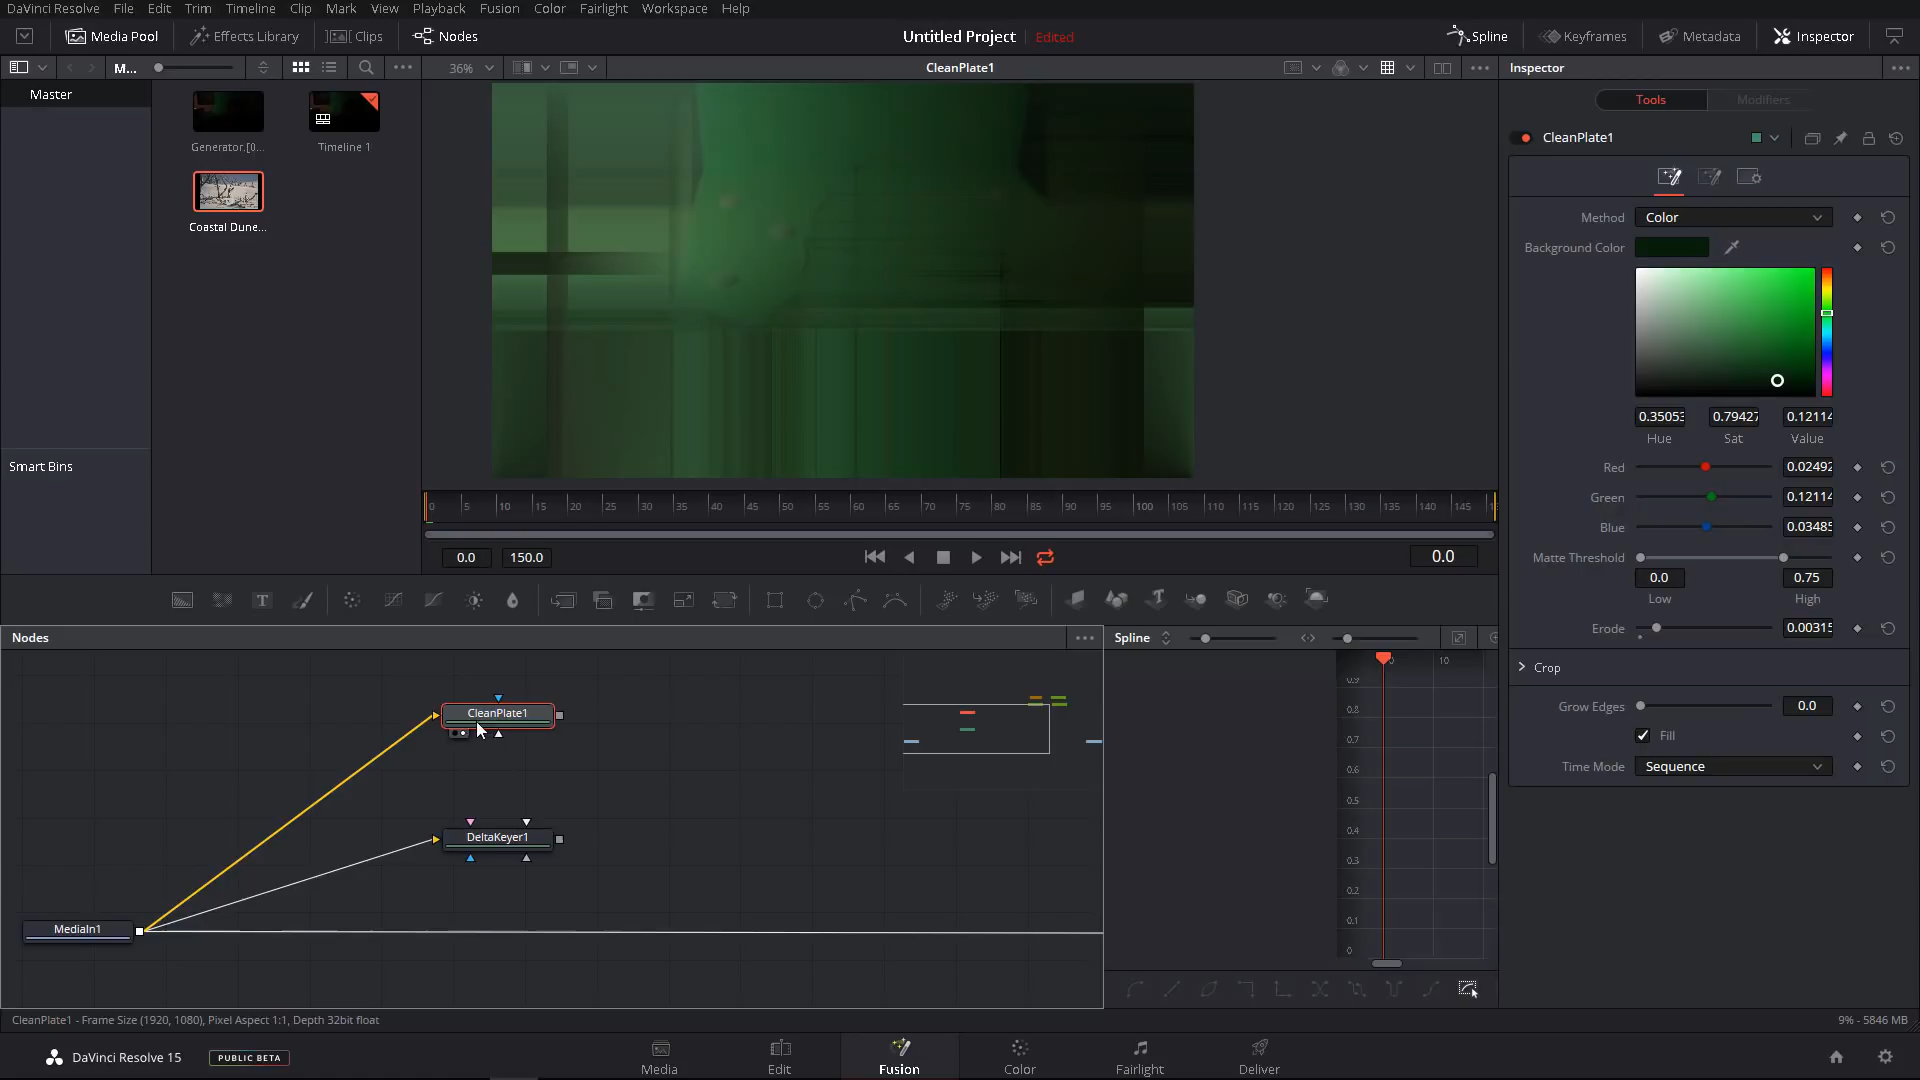 DaVinci Resolve File Edit Trim Timeline Clip Mark View Playback Fusion Color Fairlight Workspace Help
Media Pool Effects Library Clips Nodes Untitled Project Edited Spline Keyframes Metadata Inspector
M... 36% CleanPlate1 Inspector
Master
Tools Modifiers
Generator.[0... Timeline 1
CleanPlate1
Coastal Dune...
Method Color
Background Color
0.35053 0.79427 0.12114
Hue Sat Value
Smart Bins
Red 0.02492
Green 0.12114
Blue 0.03485
0 5 10 15 20 25 30 35 40 45 50 55 60 65 70 75 80 85 90 95 100 105 110 115 120 125 130 135 140 145
0.0 150.0 0.0
Matte Threshold
0.0 0.75
Low High
Erode 0.00315
Nodes Spline
Crop
0 10
0.9
0.8
0.7
0.6
0.5
0.4
0.3
0.2
0.1
0
Grow Edges 0.0
Fill
Time Mode Sequence
CleanPlate1
DeltaKeyer1
MediaIn1
CleanPlate1 - Frame Size (1920, 1080), Pixel Aspect 1:1, Depth 32bit float 9% - 5846 MB
DaVinci Resolve 15 PUBLIC BETA
Media Edit Fusion Color Fairlight Deliver